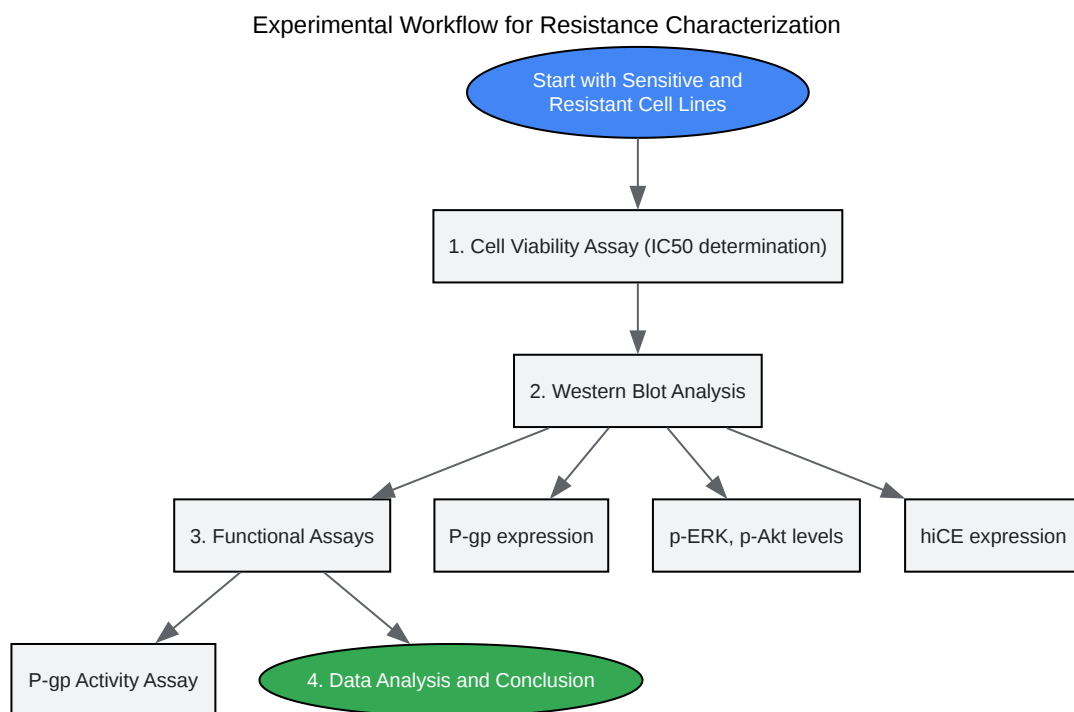 Experimental Workflow for Resistance Characterization
Start with Sensitive and
Resistant Cell Lines
1. Cell Viability Assay (IC50 determination)
2. Western Blot Analysis
3. Functional Assays
P-gp expression
p-ERK, p-Akt levels
hiCE expression
P-gp Activity Assay
4. Data Analysis and Conclusion